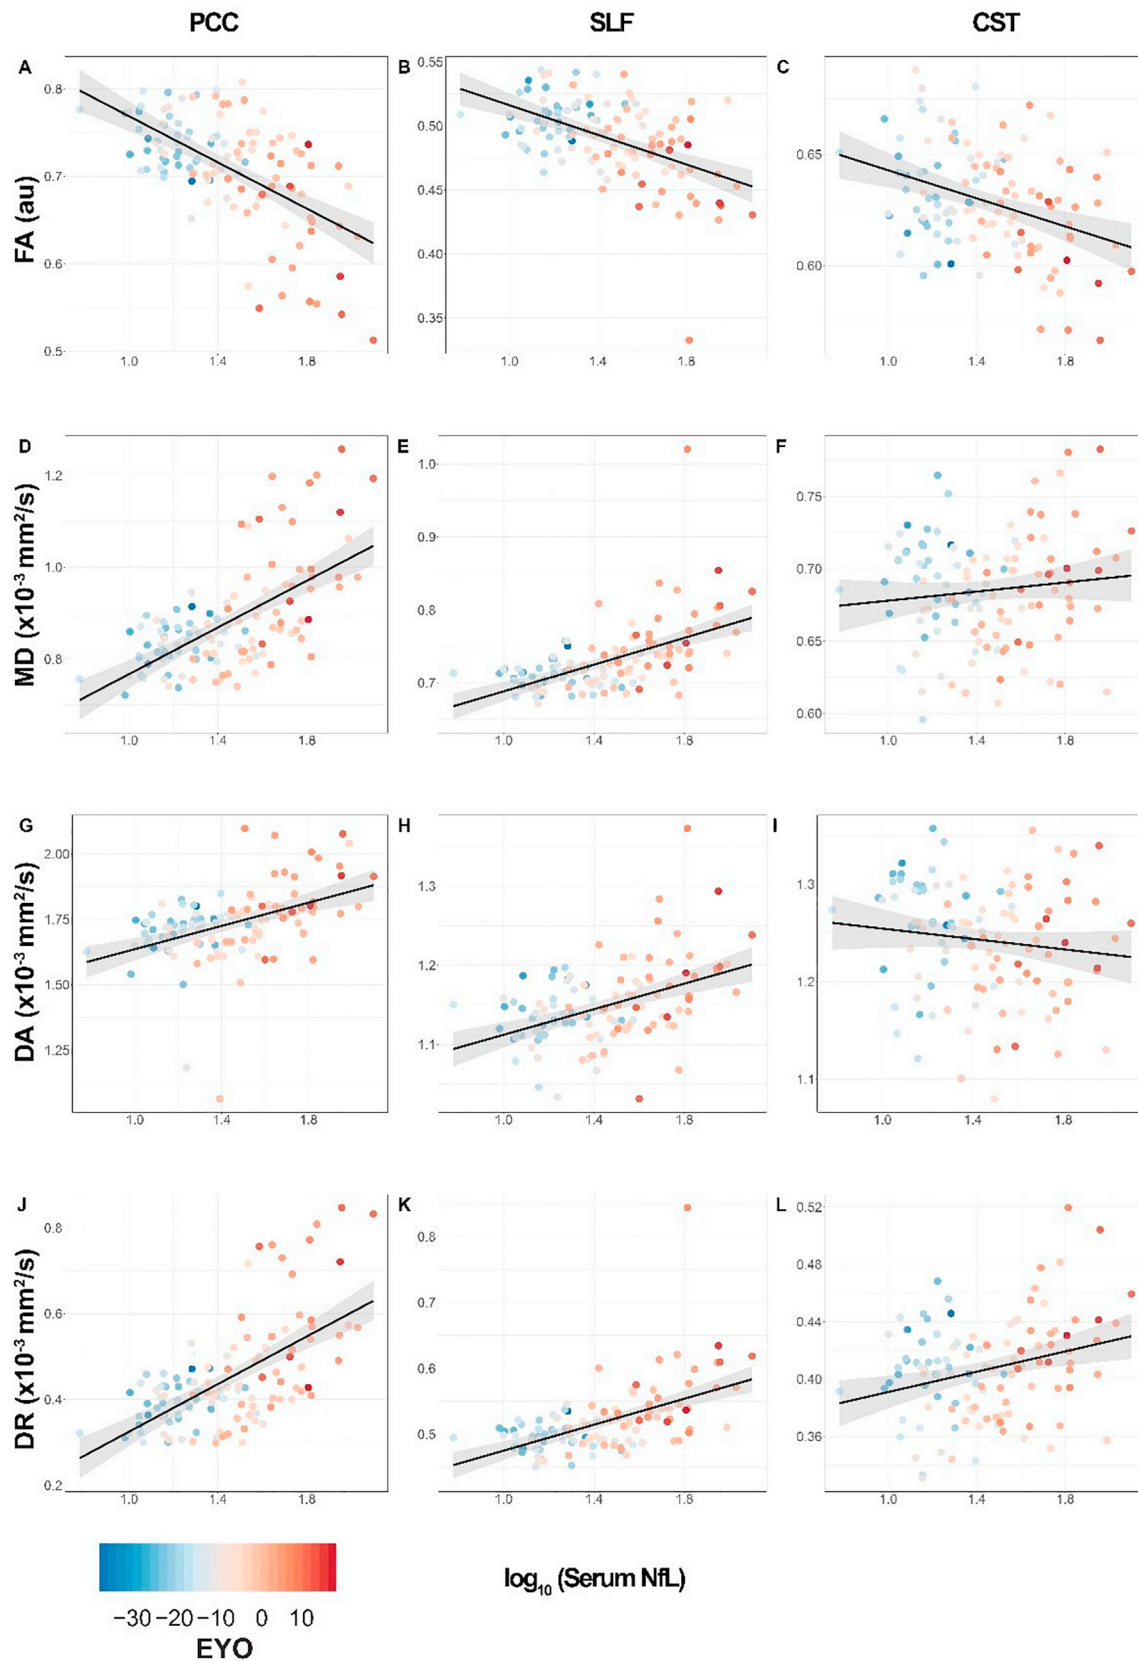 PCC SLF CST
A B C
FA (au)
0.8
0.7
0.6
0.5
0.55
0.50
0.45
0.40
0.35
0.65
0.60
1.0 1.4 1.8 1.0 1.4 1.8 1.0 1.4 1.8
D E F
MD (x10⁻³ mm²/s)
1.2
1.0
0.8
1.0
0.9
0.8
0.7
0.75
0.70
0.65
0.60
1.0 1.4 1.8 1.0 1.4 1.8 1.0 1.4 1.8
G H I
DA (x10⁻³ mm²/s)
2.00
1.75
1.50
1.25
1.3
1.2
1.1
1.3
1.2
1.1
1.0 1.4 1.8 1.0 1.4 1.8 1.0 1.4 1.8
J K L
DR (x10⁻³ mm²/s)
0.8
0.6
0.4
0.2
0.8
0.7
0.6
0.5
0.52
0.48
0.44
0.40
0.36
1.0 1.4 1.8 1.0 1.4 1.8 1.0 1.4 1.8
log₁₀ (Serum NfL)
−30 −20 −10 0 10
EYO